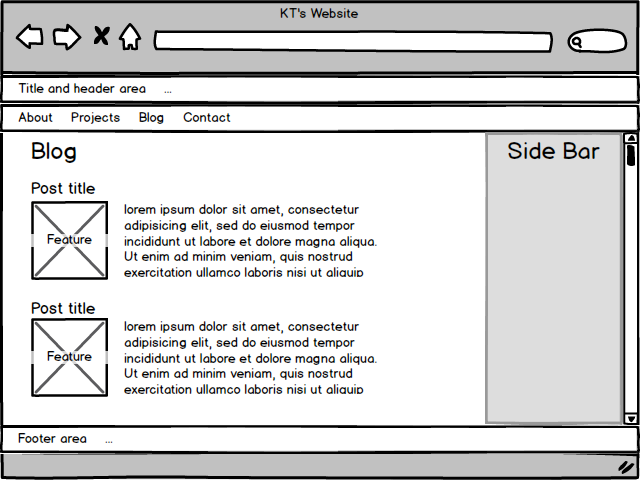 KT's Website
Title and header area ...
About Projects Blog Contact
Blog
Side Bar
Post title
Feature
lorem ipsum dolor sit amet, consectetur
adipisicing elit, sed do eiusmod tempor
incididunt ut labore et dolore magna aliqua.
Ut enim ad minim veniam, quis nostrud
exercitation ullamco laboris nisi ut aliquip
Post title
Feature
lorem ipsum dolor sit amet, consectetur
adipisicing elit, sed do eiusmod tempor
incididunt ut labore et dolore magna aliqua.
Ut enim ad minim veniam, quis nostrud
exercitation ullamco laboris nisi ut aliquip
Footer area ...